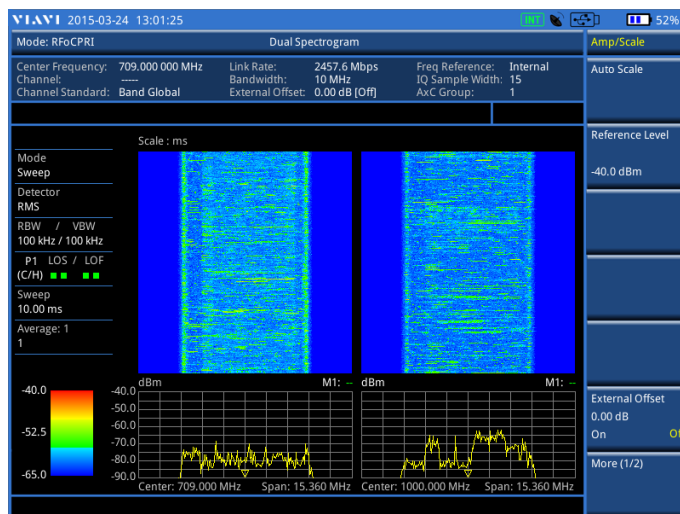 VIAVI 2015-03-24 13:01:25 INT 52%
Mode: RFoCPRI Dual Spectrogram Amp/Scale
Center Frequency: 709.000 000 MHz Link Rate: 2457.6 Mbps Freq Reference: Internal
Channel: ----- Bandwidth: 10 MHz IQ Sample Width: 15
Channel Standard: Band Global External Offset: 0.00 dB [Off] AxC Group: 1
Auto Scale
Reference Level
-40.0 dBm
Scale : ms
Mode
Sweep
Detector
RMS
RBW / VBW
100 kHz / 100 kHz
P1 LOS / LOF
(C/H)
Sweep
10.00 ms
Average: 1
1
-40.0
-52.5
-65.0
dBm M1: --
-40.0
-50.0
-60.0
-70.0
-80.0
-90.0
Center: 709.000 MHz Span: 15.360 MHz
dBm M1: --
Center: 1000.000 MHz Span: 15.360 MHz
External Offset
0.00 dB
On Of
More (1/2)